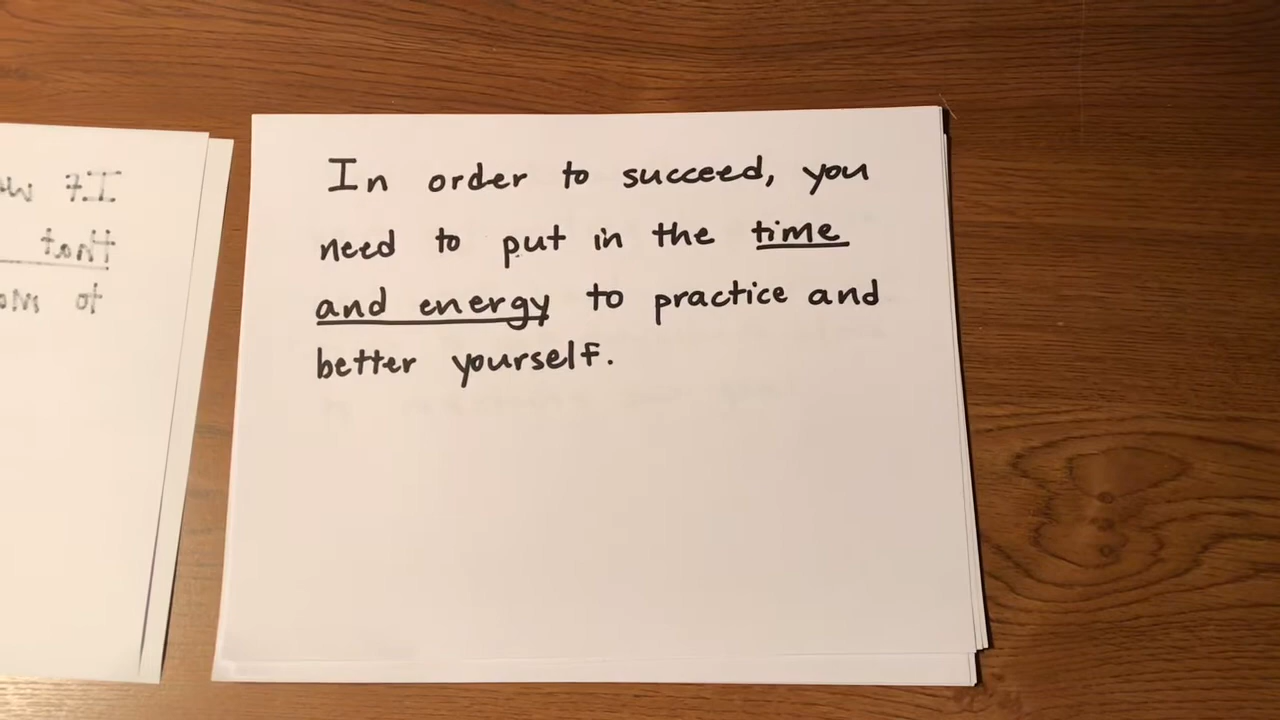 In order to succeed, you
need to put in the time
and energy to practice and
better yourself.